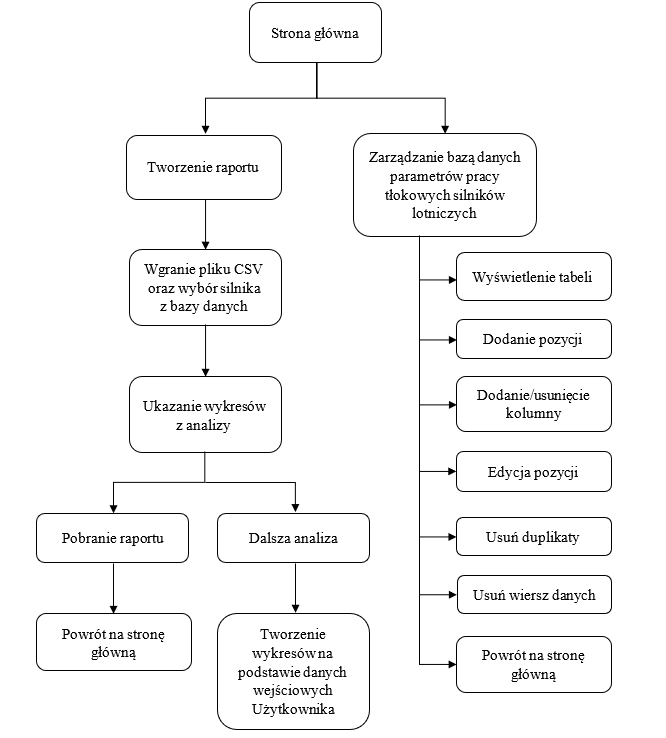 Strona główna
Tworzenie raportu
Wgranie pliku CSV
oraz wybór silnika
z bazy danych
Ukazanie wykresów
z analizy
Pobranie raportu
Powrót na stronę
główną
Dalsza analiza
Tworzenie
wykresów na
podstawie danych
wejściowych
Użytkownika
Zarządzanie bazą danych
parametrów pracy
tłokowych silników
lotniczych
Wyświetlenie tabeli
Dodanie pozycji
Dodanie/usunięcie
kolumny
Edycja pozycji
Usuń duplikaty
Usuń wiersz danych
Powrót na stronę
główną